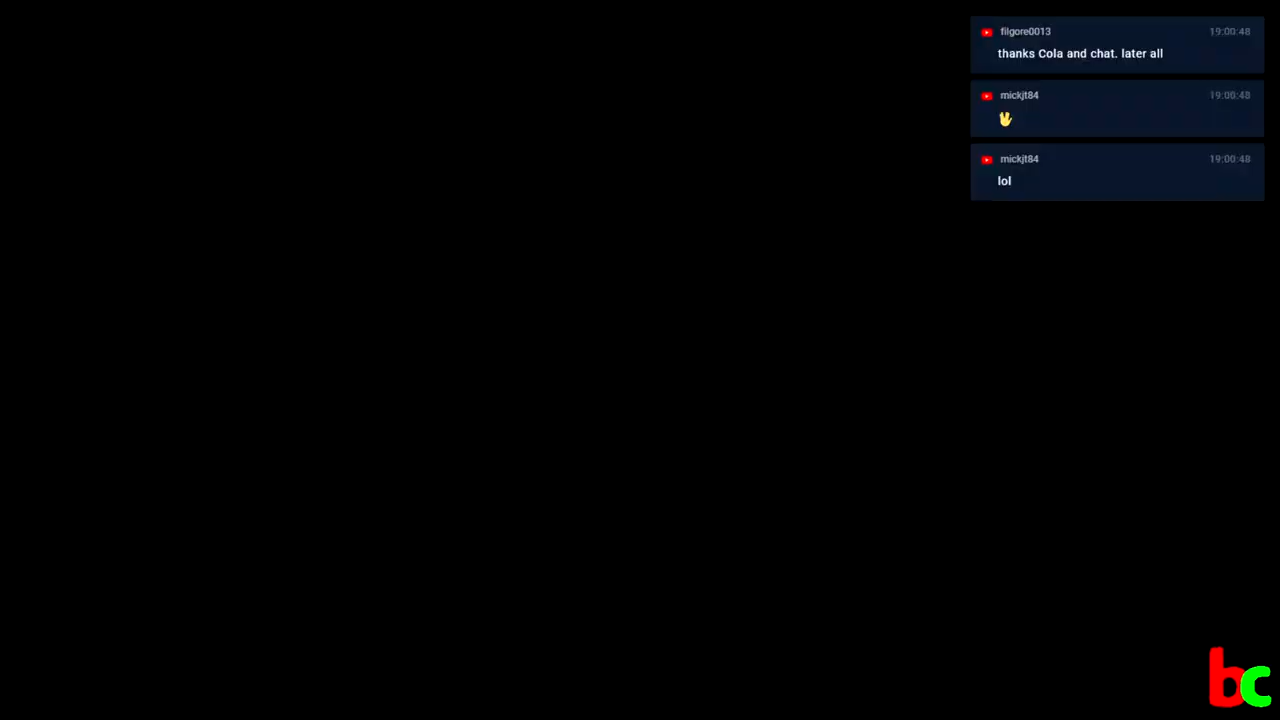 filgore0013 19:00:48
thanks Cola and chat. later all
mickjt84 19:00:48
🖖
mickjt84 19:00:48
lol
bc